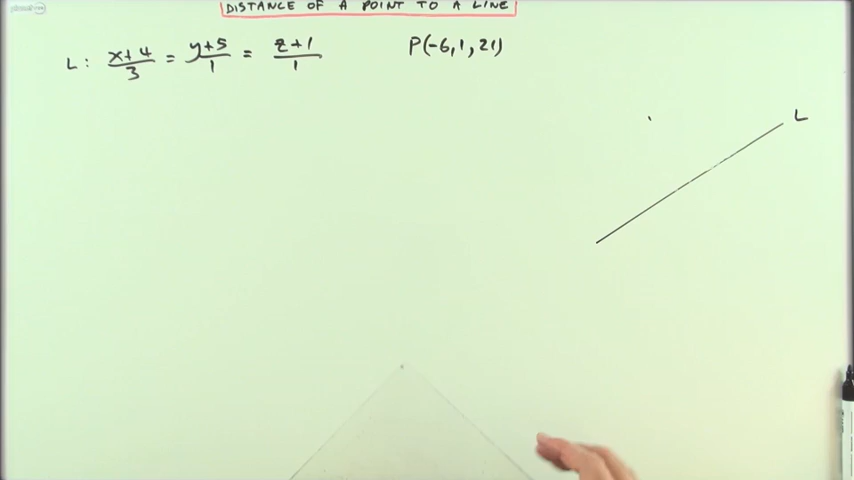 DISTANCE OF A POINT TO A LINE
L: x+4/3 = y+5/1 = z+1/1 P(-6,1,21)
L